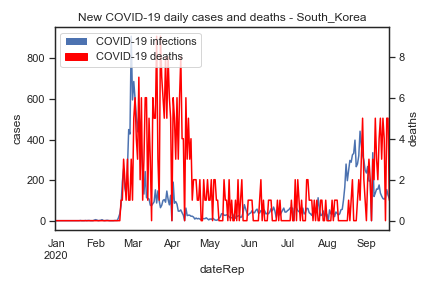 New COVID-19 daily cases and deaths - South_Korea
COVID-19 infections
COVID-19 deaths
cases
800
600
400
200
0
deaths
8
6
4
2
0
Jan Feb Mar Apr May Jun Jul Aug Sep
2020
dateRep